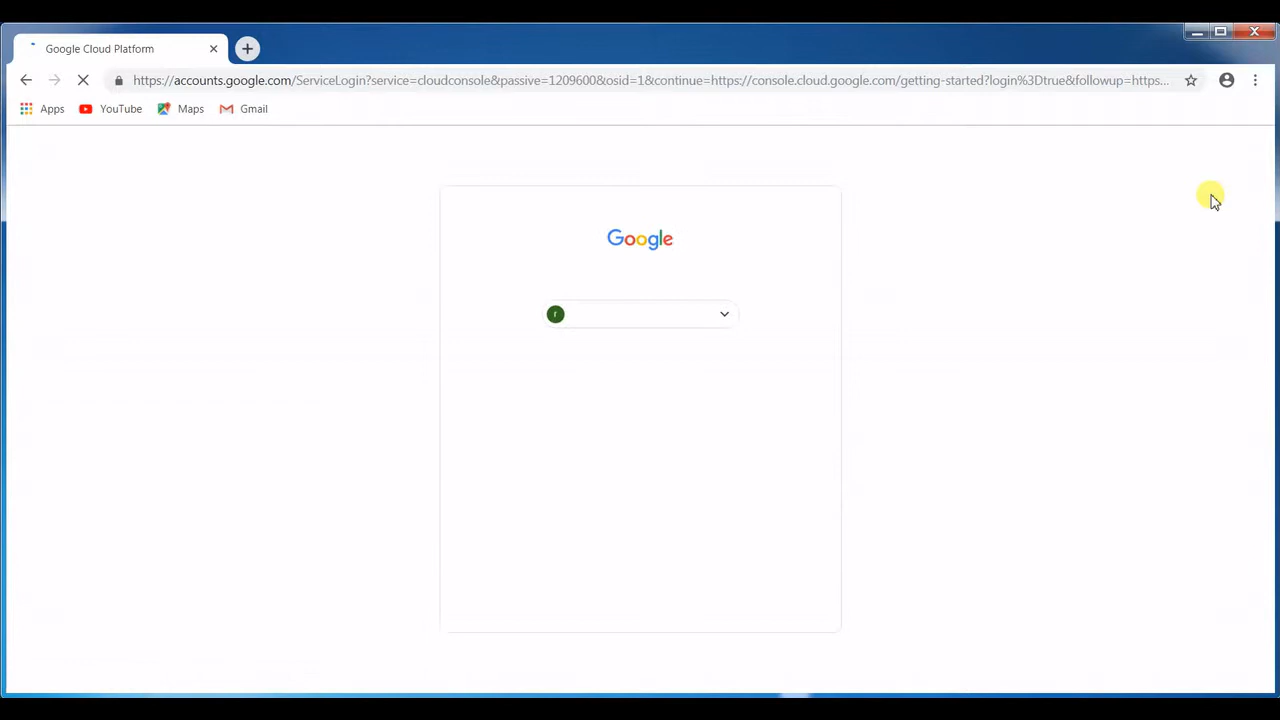 Google Cloud Platform
https://accounts.google.com/ServiceLogin?service=cloudconsole&passive=1209600&osid=1&continue=https://console.cloud.google.com/getting-started?login%3Dtrue&followup=https...
Apps YouTube Maps Gmail
Google
r